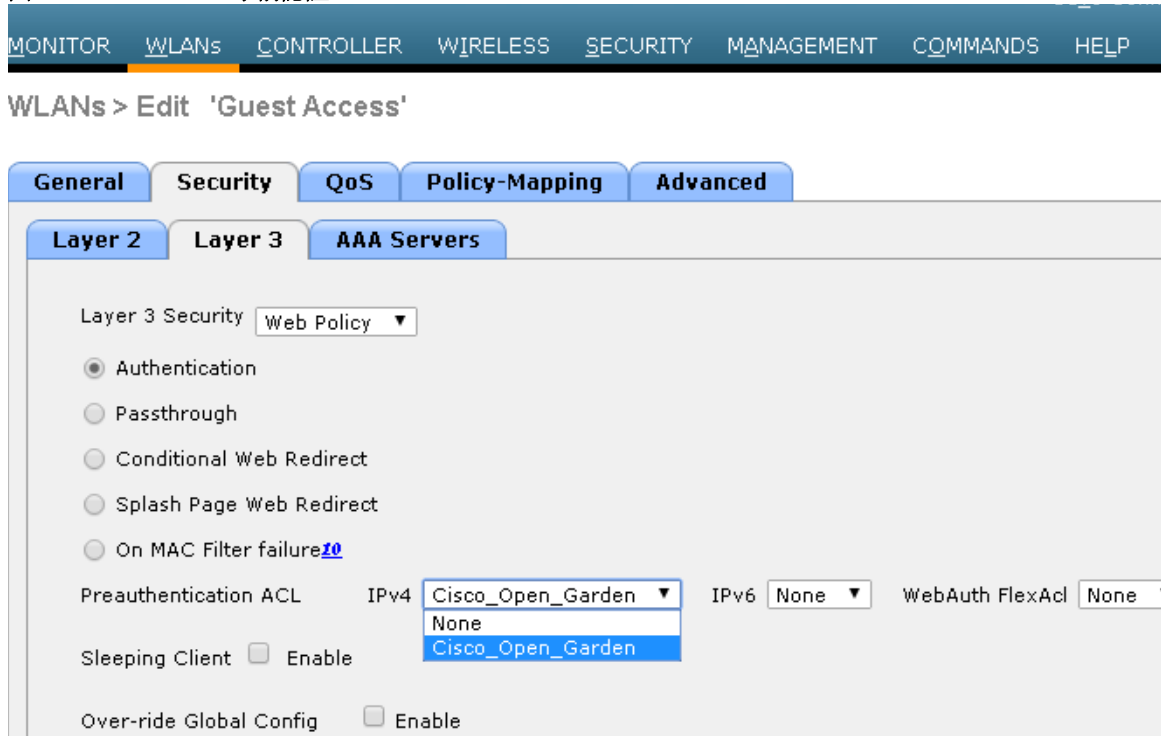 MONITOR WLANs CONTROLLER WIRELESS SECURITY MANAGEMENT COMMANDS HELP
WLANs > Edit 'Guest Access'
General Security QoS Policy-Mapping Advanced
Layer 2 Layer 3 AAA Servers
Layer 3 Security Web Policy
Authentication
Passthrough
Conditional Web Redirect
Splash Page Web Redirect
On MAC Filter failure10
Preauthentication ACL IPv4 Cisco_Open_Garden IPv6 None WebAuth FlexAcl None
None
Cisco_Open_Garden
Sleeping Client Enable
Over-ride Global Config Enable